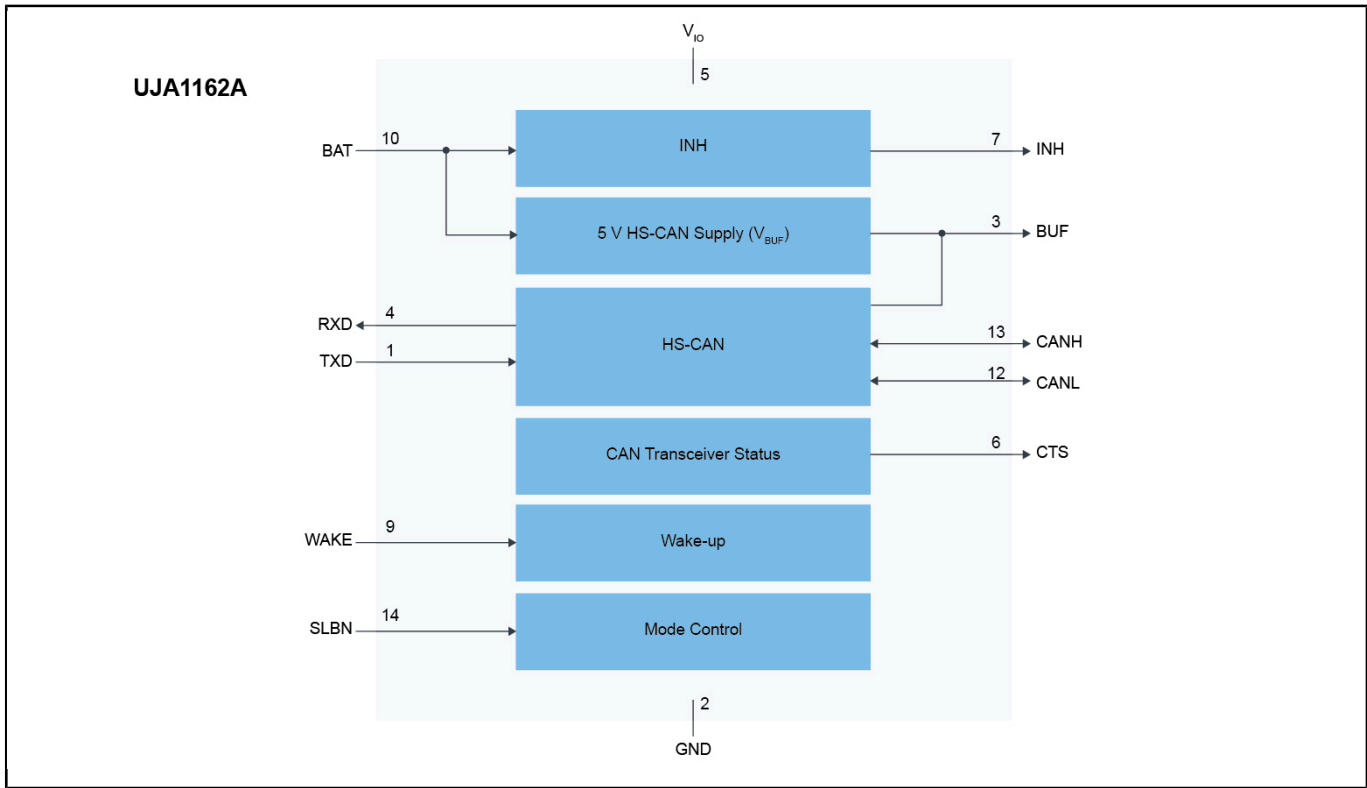 V_IO
5
UJA1162A
BAT 10 INH 7 INH
5 V HS-CAN Supply (V_BUF) 3 BUF
RXD 4
HS-CAN 13 CANH
TXD 1
12 CANL
CAN Transceiver Status 6 CTS
WAKE 9 Wake-up
SLBN 14 Mode Control
2
GND